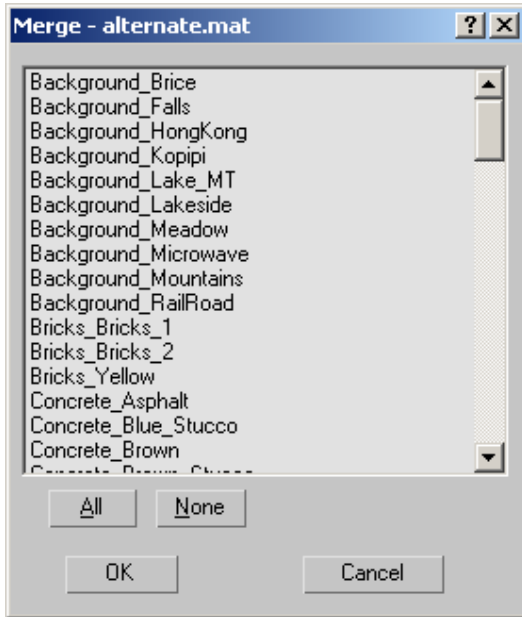 Merge - alternate.mat
Background_Brice
Background_Falls
Background_HongKong
Background_Kopipi
Background_Lake_MT
Background_Lakeside
Background_Meadow
Background_Microwave
Background_Mountains
Background_RailRoad
Bricks_Bricks_1
Bricks_Bricks_2
Bricks_Yellow
Concrete_Asphalt
Concrete_Blue_Stucco
Concrete_Brown
Concrete_Brown_Stucco
All None
OK Cancel